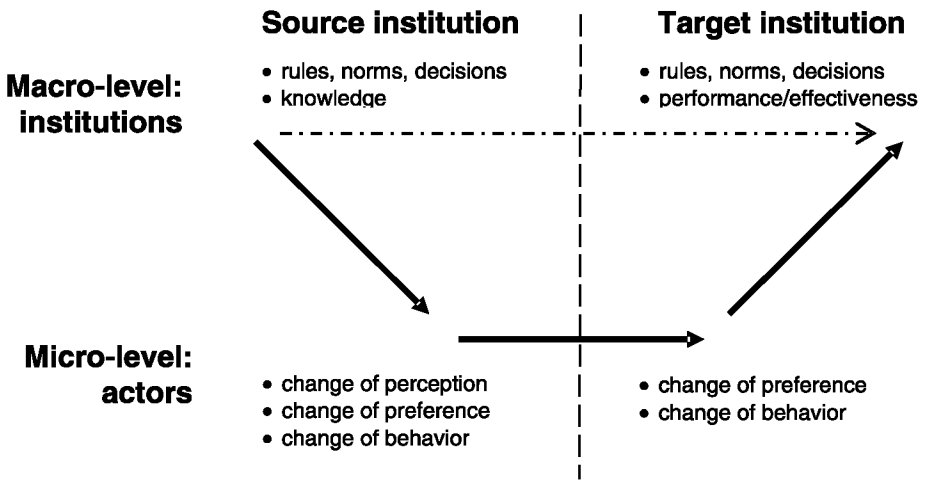 Source institution
Target institution
Macro-level:
institutions
• rules, norms, decisions
• knowledge
• rules, norms, decisions
• performance/effectiveness
Micro-level:
actors
• change of perception
• change of preference
• change of behavior
• change of preference
• change of behavior